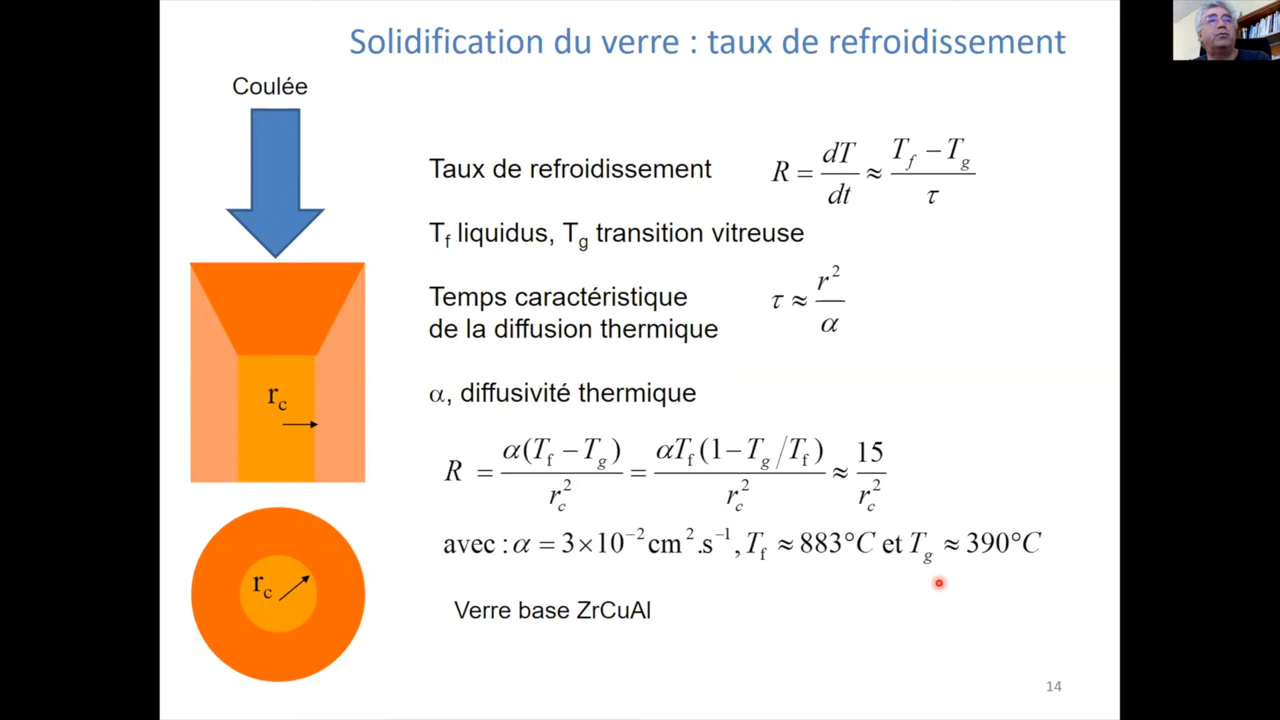 Solidification du verre : taux de refroidissement
Coulée
Taux de refroidissement R = dT/dt ≈ (T_f − T_g)/τ
T_f liquidus, T_g transition vitreuse
Temps caractéristique
de la diffusion thermique τ ≈ r²/α
α, diffusivité thermique
r_c
R = α(T_f − T_g)/r_c² = αT_f(1 − T_g/T_f)/r_c² ≈ 15/r_c²
avec : α = 3×10⁻² cm².s⁻¹, T_f ≈ 883°C et T_g ≈ 390°C
r_c
Verre base ZrCuAl
14